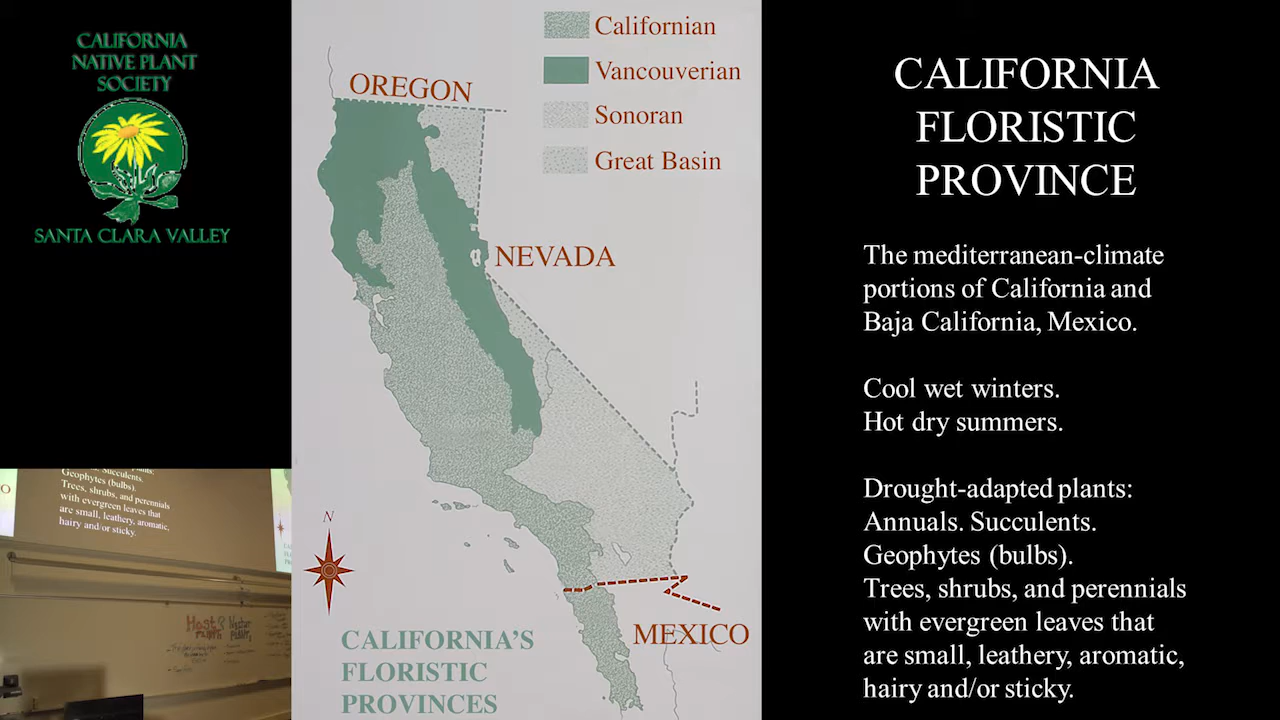 CALIFORNIA
NATIVE PLANT
SOCIETY
SANTA CLARA VALLEY
Californian
Vancouverian
Sonoran
Great Basin
OREGON
NEVADA
N
MEXICO
CALIFORNIA'S
FLORISTIC
PROVINCES
CALIFORNIA
FLORISTIC
PROVINCE
The mediterranean-climate
portions of California and
Baja California, Mexico.
Cool wet winters.
Hot dry summers.
Drought-adapted plants:
Annuals. Succulents.
Geophytes (bulbs).
Trees, shrubs, and perennials
with evergreen leaves that
are small, leathery, aromatic,
hairy and/or sticky.
Succulents.
Geophytes (bulbs).
Trees, shrubs, and perennials
with evergreen leaves that
are small, leathery, aromatic,
hairy and/or sticky.
Host
Nectar